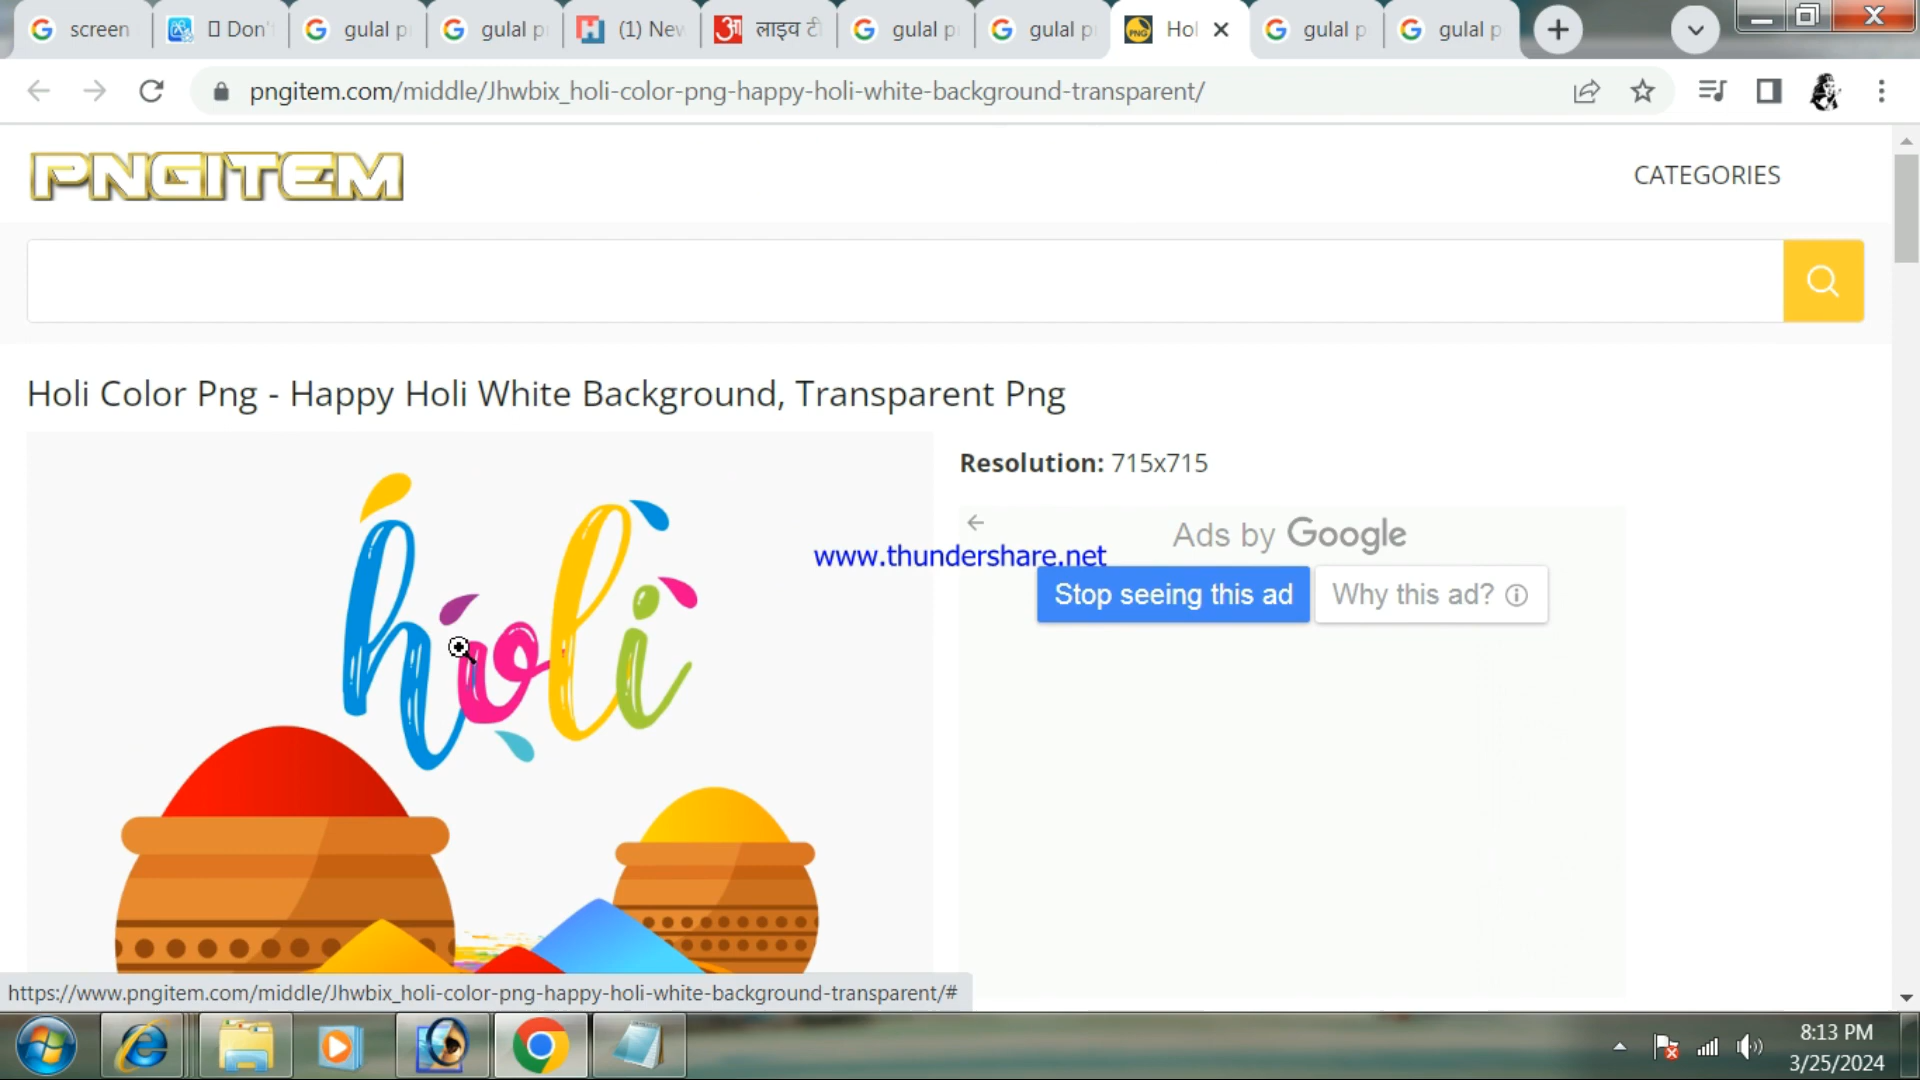 screen
Don'
gulal p
gulal p
(1) New
लाइव टी
gulal p
gulal p
Hol
gulal p
gulal p
pngitem.com/middle/Jhwbix_holi-color-png-happy-holi-white-background-transparent/
PNGITEM
CATEGORIES
Holi Color Png - Happy Holi White Background, Transparent Png
Resolution: 715x715
holi
Ads by Google
www.thundershare.net
Stop seeing this ad
Why this ad?
https://www.pngitem.com/middle/Jhwbix_holi-color-png-happy-holi-white-background-transparent/#
8:13 PM
3/25/2024